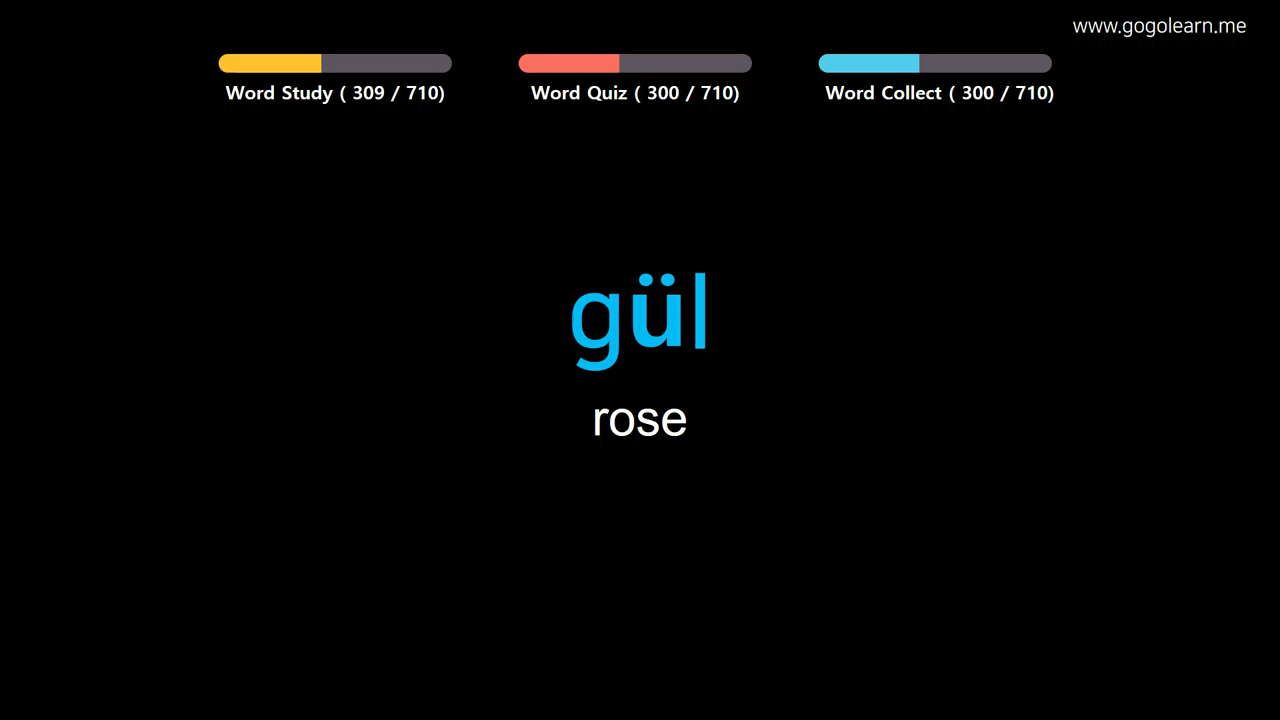 www.gogolearn.me
Word Study ( 309 / 710)
Word Quiz ( 300 / 710)
Word Collect ( 300 / 710)
gül
rose